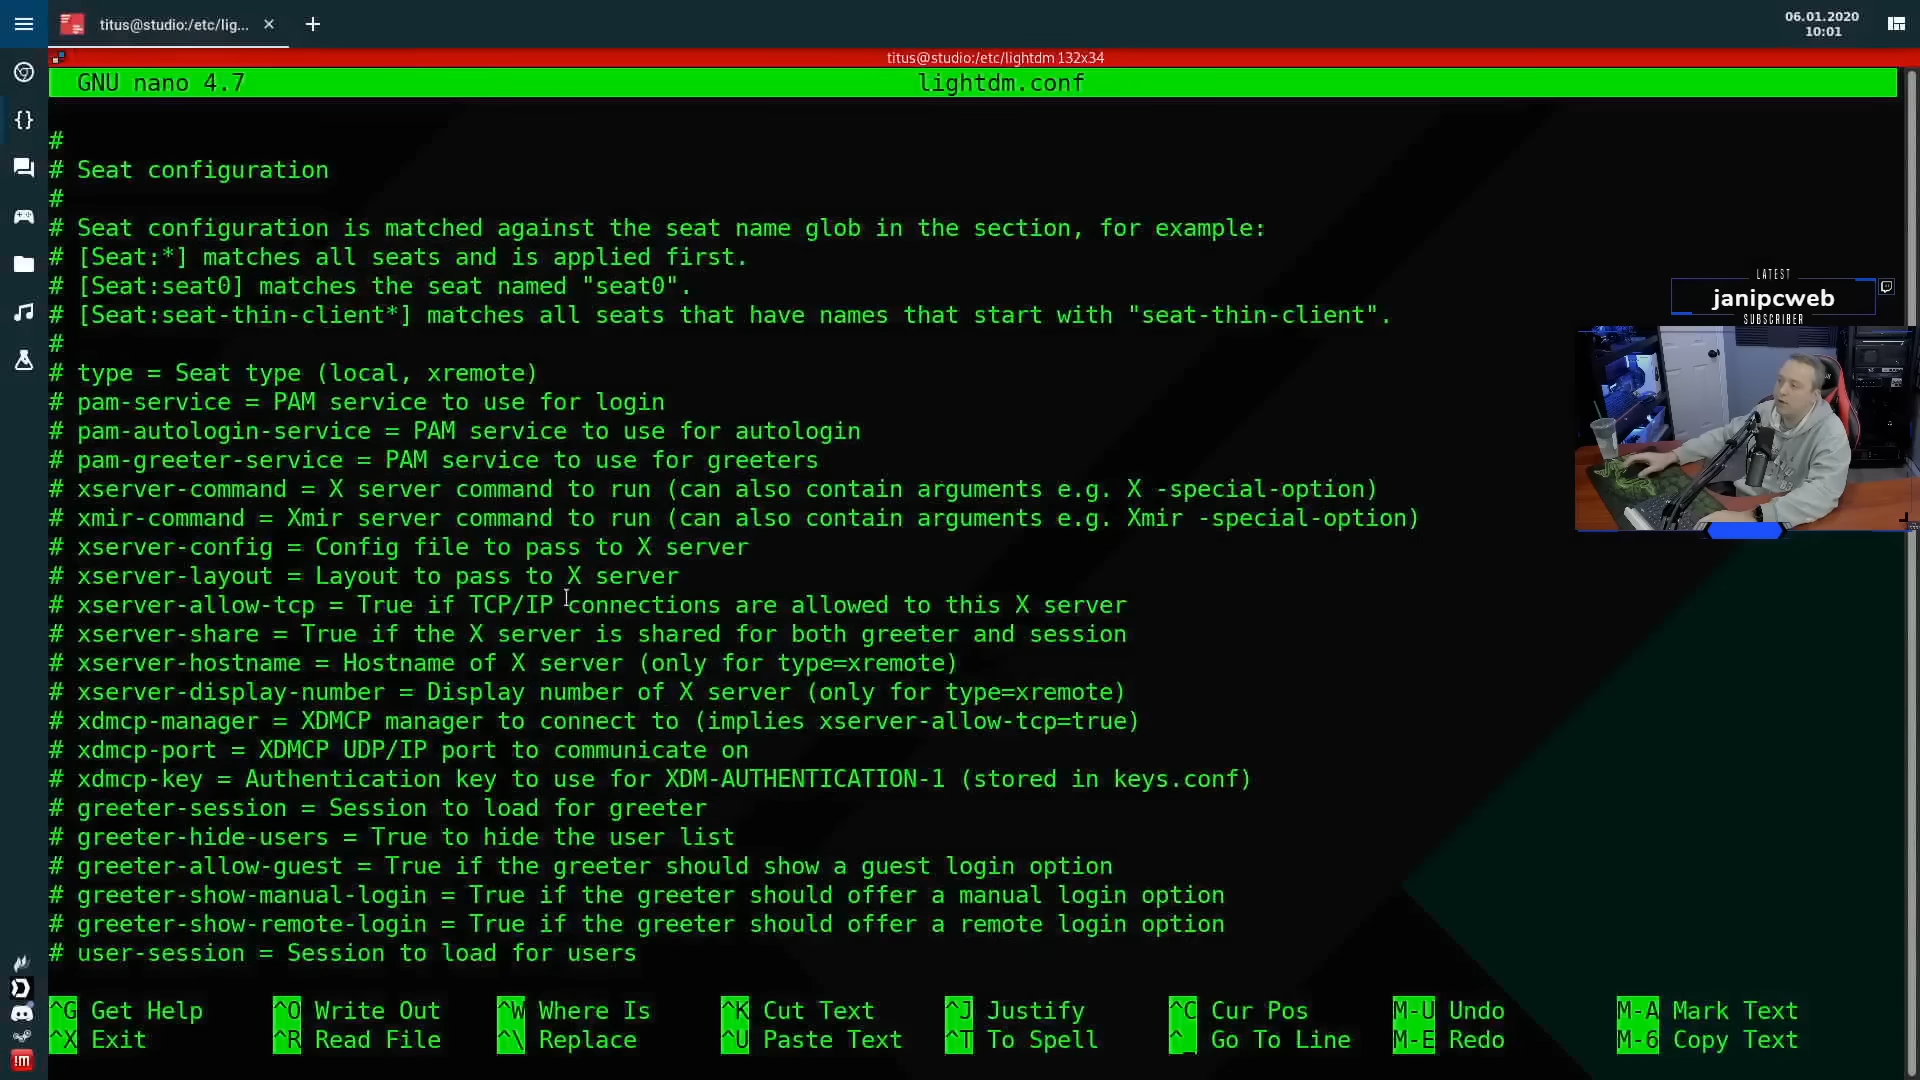 titus@studio:/etc/lig...
06.01.2020
10:01
titus@studio:/etc/lightdm 132x34
GNU nano 4.7 lightdm.conf
#
# Seat configuration
#
# Seat configuration is matched against the seat name glob in the section, for example:
# [Seat:*] matches all seats and is applied first.
# [Seat:seat0] matches the seat named "seat0".
# [Seat:seat-thin-client*] matches all seats that have names that start with "seat-thin-client".
#
# type = Seat type (local, xremote)
# pam-service = PAM service to use for login
# pam-autologin-service = PAM service to use for autologin
# pam-greeter-service = PAM service to use for greeters
# xserver-command = X server command to run (can also contain arguments e.g. X -special-option)
# xmir-command = Xmir server command to run (can also contain arguments e.g. Xmir -special-option)
# xserver-config = Config file to pass to X server
# xserver-layout = Layout to pass to X server
# xserver-allow-tcp = True if TCP/IP connections are allowed to this X server
# xserver-share = True if the X server is shared for both greeter and session
# xserver-hostname = Hostname of X server (only for type=xremote)
# xserver-display-number = Display number of X server (only for type=xremote)
# xdmcp-manager = XDMCP manager to connect to (implies xserver-allow-tcp=true)
# xdmcp-port = XDMCP UDP/IP port to communicate on
# xdmcp-key = Authentication key to use for XDM-AUTHENTICATION-1 (stored in keys.conf)
# greeter-session = Session to load for greeter
# greeter-hide-users = True to hide the user list
# greeter-allow-guest = True if the greeter should show a guest login option
# greeter-show-manual-login = True if the greeter should offer a manual login option
# greeter-show-remote-login = True if the greeter should offer a remote login option
# user-session = Session to load for users
LATEST
janipcweb
SUBSCRIBER
^G Get Help ^O Write Out ^W Where Is ^K Cut Text ^J Justify ^C Cur Pos M-U Undo M-A Mark Text
^X Exit ^R Read File ^\ Replace ^U Paste Text ^T To Spell ^_ Go To Line M-E Redo M-6 Copy Text